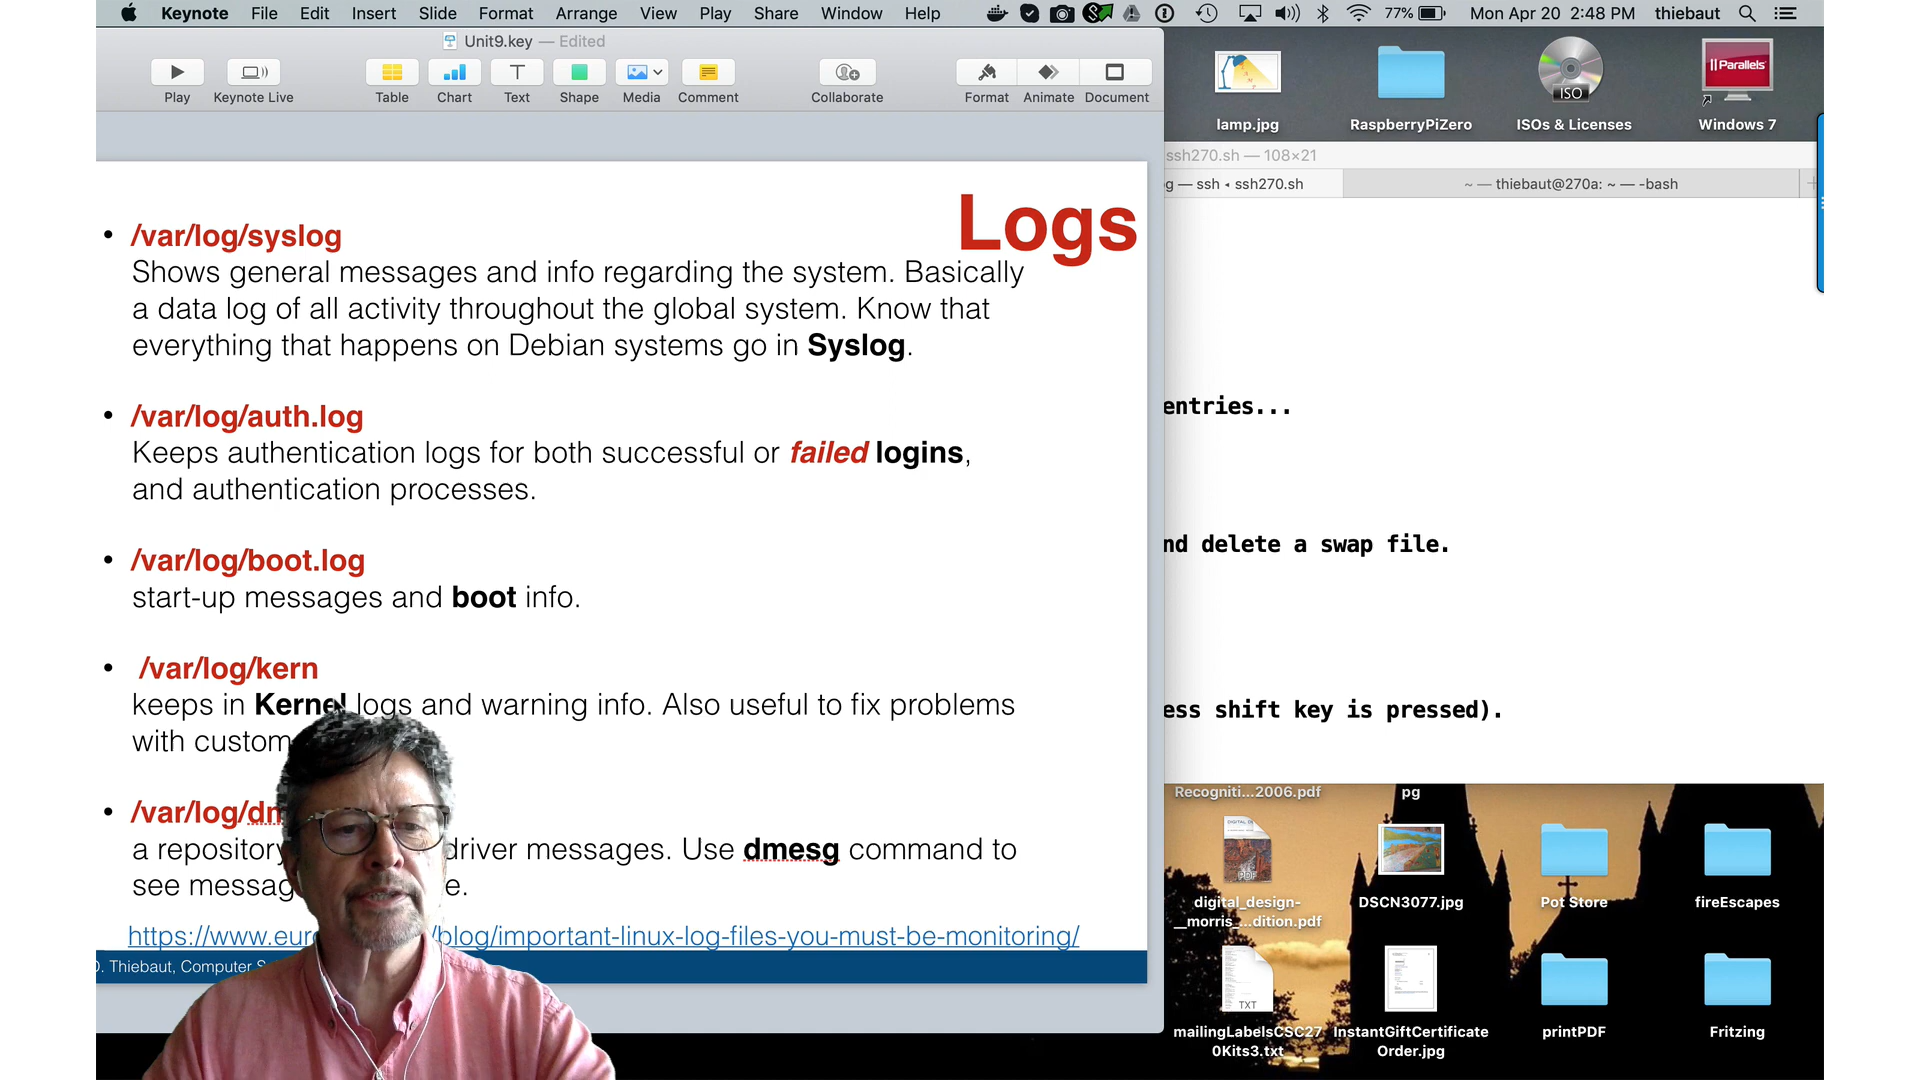 Keynote File Edit Insert Slide Format Arrange View Play Share Window Help 77% Mon Apr 20 2:48 PM thiebaut
Unit9.key — Edited
Play Keynote Live Table Chart Text Shape Media Comment Collaborate Format Animate Document
Logs
• /var/log/syslog
Shows general messages and info regarding the system. Basically
a data log of all activity throughout the global system. Know that
everything that happens on Debian systems go in Syslog.
• /var/log/auth.log
Keeps authentication logs for both successful or failed logins,
and authentication processes.
• /var/log/boot.log
start-up messages and boot info.
• /var/log/kern
keeps in Kernel logs and warning info. Also useful to fix problems
with custom
• /var/log/dm
a repository driver messages. Use dmesg command to
see messag e.
https://www.eur /blog/important-linux-log-files-you-must-be-monitoring/
D. Thiebaut, Computer S
lamp.jpg RaspberryPiZero ISOs & Licenses Windows 7
ISO
|| Parallels
ssh270.sh — 108×21
g — ssh ◂ ssh270.sh ~ — thiebaut@270a: ~ — -bash
entries...
nd delete a swap file.
ess shift key is pressed).
Recogniti...2006.pdf pg
PDF
digital_design-
__morris_...dition.pdf
DSCN3077.jpg Pot Store fireEscapes
TXT
mailingLabelsCSC27
0Kits3.txt
InstantGiftCertificate
Order.jpg
printPDF Fritzing